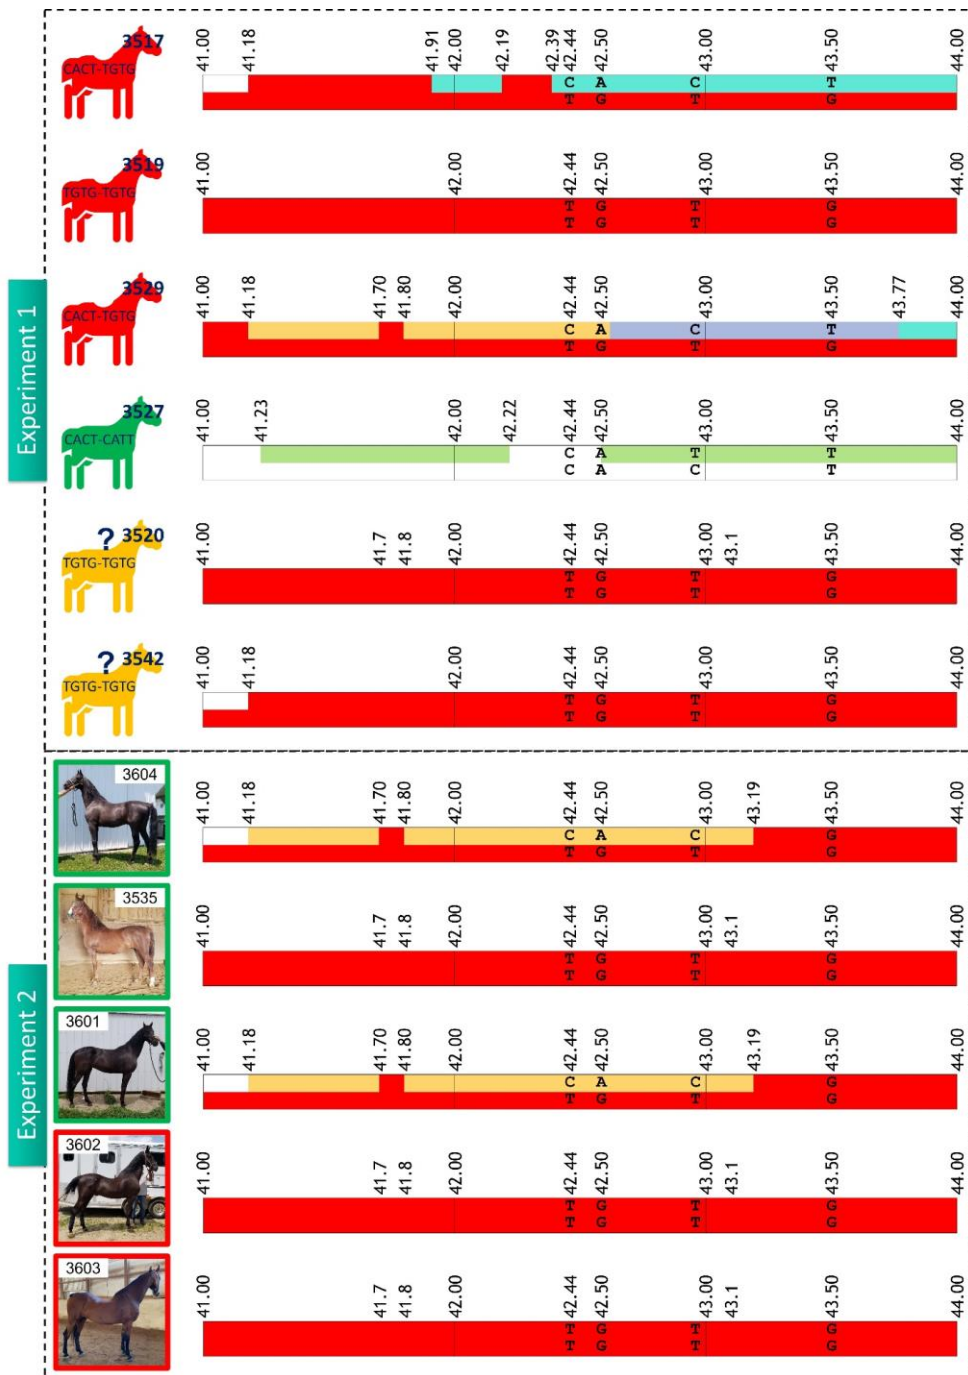 Experiment 1
3517
CACT-TGTG
41.00 41.18 41.91 42.00 42.19 42.39 42.44 42.50 43.00 43.50 44.00
C A C T
T G T G
3519
TGTG-TGTG
41.00 42.00 42.44 42.50 43.00 43.50 44.00
T G T G
T G T G
3529
CACT-TGTG
41.00 41.18 41.70 41.80 42.00 42.44 42.50 43.00 43.50 43.77 44.00
C A C T
T G T G
3527
CACT-CATT
41.00 41.23 42.00 42.22 42.44 42.50 43.00 43.50 44.00
C A T T
C A C T
? 3520
TGTG-TGTG
41.00 41.7 41.8 42.00 42.44 42.50 43.00 43.1 43.50 44.00
T G T G
T G T G
? 3542
TGTG-TGTG
41.00 41.18 42.00 42.44 42.50 43.00 43.50 44.00
T G T G
T G T G
Experiment 2
3604
41.00 41.18 41.70 41.80 42.00 42.44 42.50 43.00 43.19 43.50 44.00
C A C G
T G T G
3535
41.00 41.7 41.8 42.00 42.44 42.50 43.00 43.1 43.50 44.00
T G T G
T G T G
3601
41.00 41.18 41.70 41.80 42.00 42.44 42.50 43.00 43.19 43.50 44.00
C A C G
T G T G
3602
41.00 41.7 41.8 42.00 42.44 42.50 43.00 43.1 43.50 44.00
T G T G
T G T G
3603
41.00 41.7 41.8 42.00 42.44 42.50 43.00 43.1 43.50 44.00
T G T G
T G T G